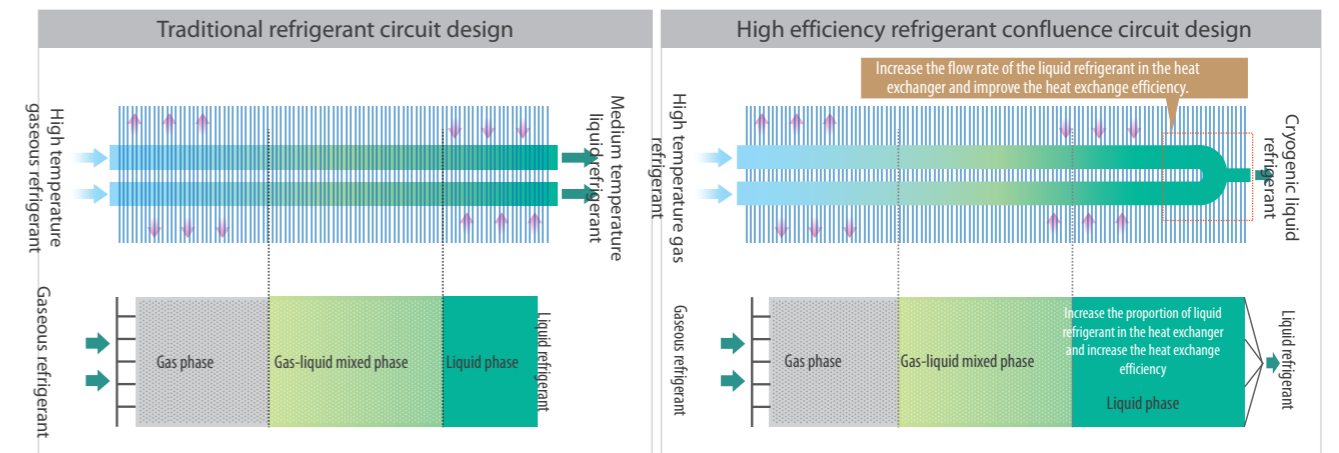 Traditional refrigerant circuit design
High temperature
gaseous refrigerant
Medium temperature
liquid refrigerant
Gaseous refrigerant
Gas phase
Gas-liquid mixed phase
Liquid phase
Liquid refrigerant
High efficiency refrigerant confluence circuit design
Increase the flow rate of the liquid refrigerant in the heat
exchanger and improve the heat exchange efficiency.
High temperature gas
refrigerant
Cryogenic liquid
refrigerant
Gaseous refrigerant
Gas phase
Gas-liquid mixed phase
Increase the proportion of liquid
refrigerant in the heat exchanger
and increase the heat exchange
efficiency
Liquid phase
Liquid refrigerant